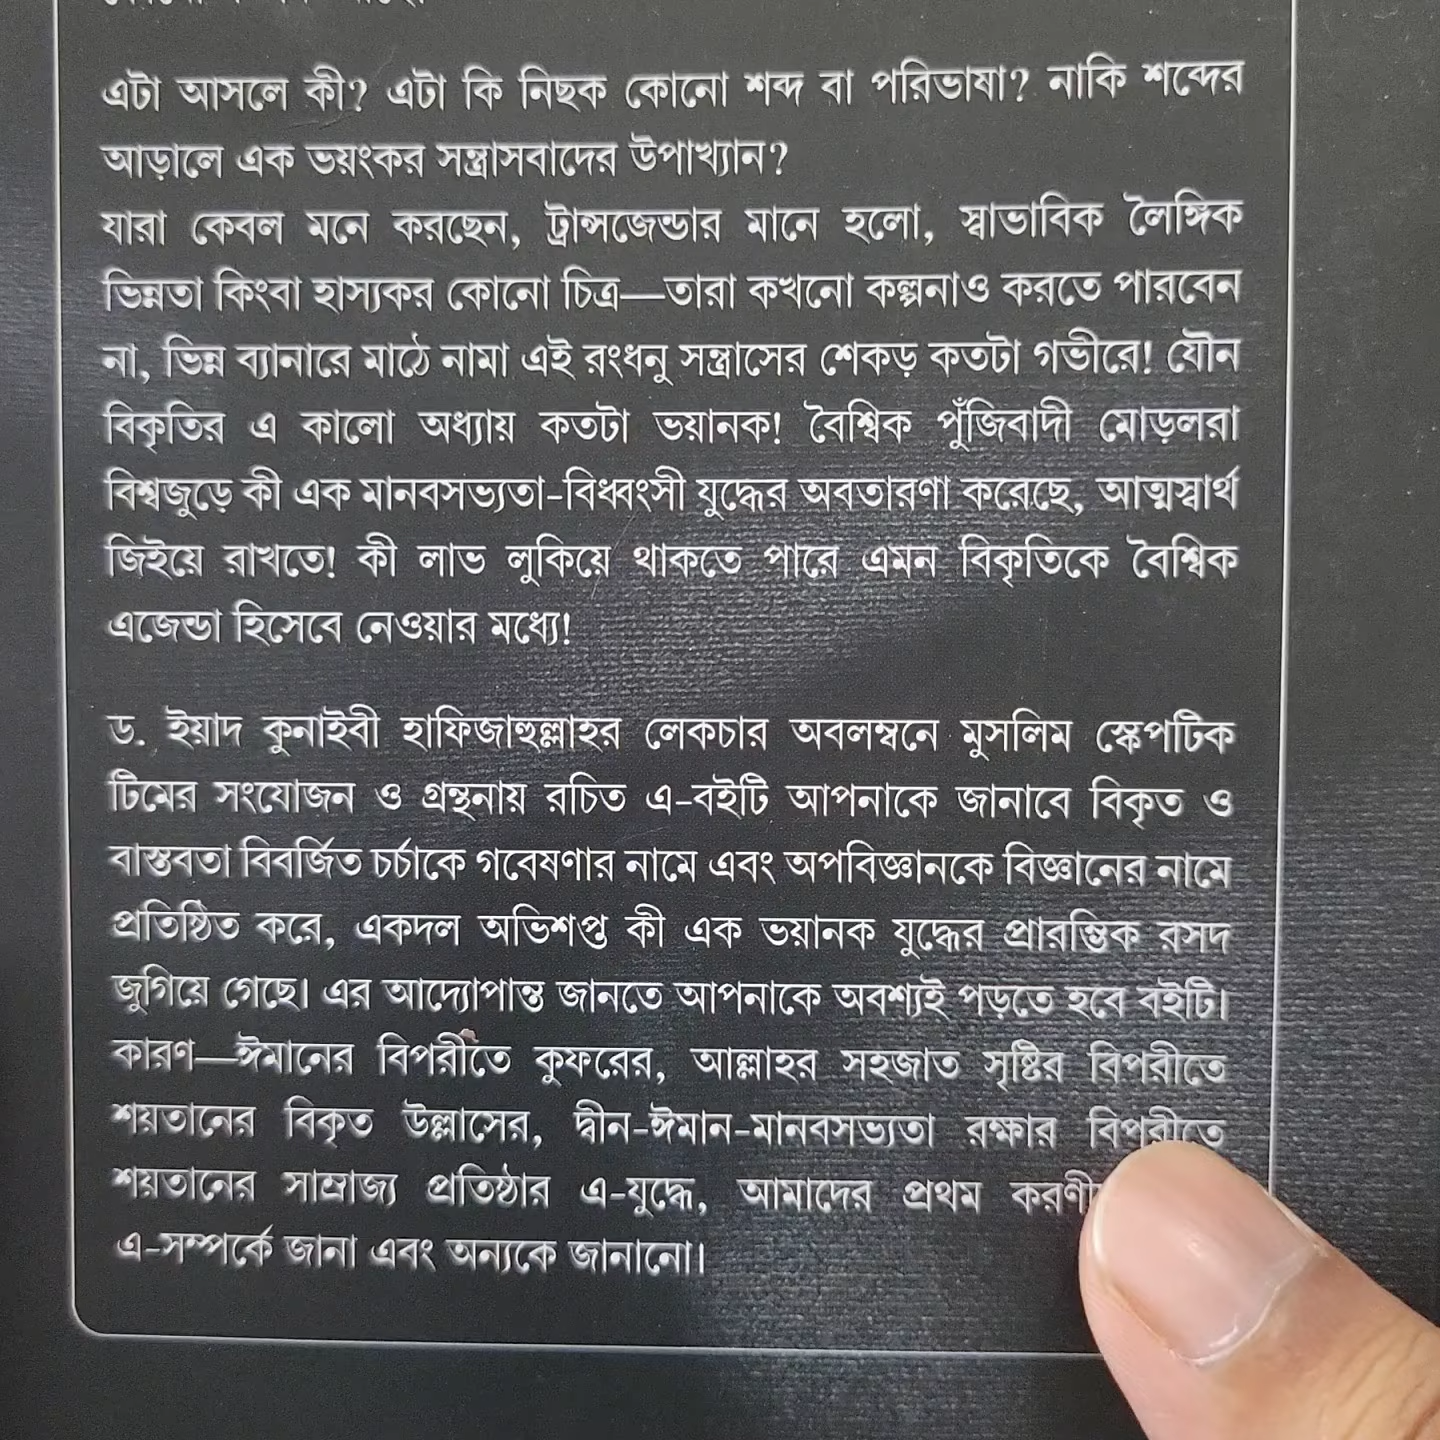 এটা আসলে কী? এটা কি নিছক কোনো শব্দ বা পরিভাষা? নাকি শব্দের
আড়ালে এক ভয়ংকর সন্ত্রাসবাদের উপাখ্যান?
যারা কেবল মনে করছেন, ট্রান্সজেন্ডার মানে হলো, স্বাভাবিক লৈঙ্গিক
ভিন্নতা কিংবা হাস্যকর কোনো চিত্র—তারা কখনো কল্পনাও করতে পারবেন
না, ভিন্ন ব্যানারে মাঠে নামা এই রংধনু সন্ত্রাসের শেকড় কতটা গভীরে! যৌন
বিকৃতির এ কালো অধ্যায় কতটা ভয়ানক! বৈশ্বিক পুঁজিবাদী মোড়লরা
বিশ্বজুড়ে কী এক মানবসভ্যতা-বিধ্বংসী যুদ্ধের অবতারণা করেছে, আত্মস্বার্থ
জিইয়ে রাখতে! কী লাভ লুকিয়ে থাকতে পারে এমন বিকৃতিকে বৈশ্বিক
এজেন্ডা হিসেবে নেওয়ার মধ্যে!
ড. ইয়াদ কুনাইবী হাফিজাহুল্লাহর লেকচার অবলম্বনে মুসলিম স্কেপটিক
টিমের সংযোজন ও গ্রন্থনায় রচিত এ-বইটি আপনাকে জানাবে বিকৃত ও
বাস্তবতা বিবর্জিত চর্চাকে গবেষণার নামে এবং অপবিজ্ঞানকে বিজ্ঞানের নামে
প্রতিষ্ঠিত করে, একদল অভিশপ্ত কী এক ভয়ানক যুদ্ধের প্রারম্ভিক রসদ
জুগিয়ে গেছে। এর আদ্যোপান্ত জানতে আপনাকে অবশ্যই পড়তে হবে বইটি।
কারণ—ঈমানের বিপরীতে কুফরের, আল্লাহর সহজাত সৃষ্টির বিপরীতে
শয়তানের বিকৃত উল্লাসের, দ্বীন-ঈমান-মানবসভ্যতা রক্ষার বিপরীতে
শয়তানের সাম্রাজ্য প্রতিষ্ঠার এ-যুদ্ধে, আমাদের প্রথম
এ-সম্পর্কে জানা এবং অন্যকে জানানো।